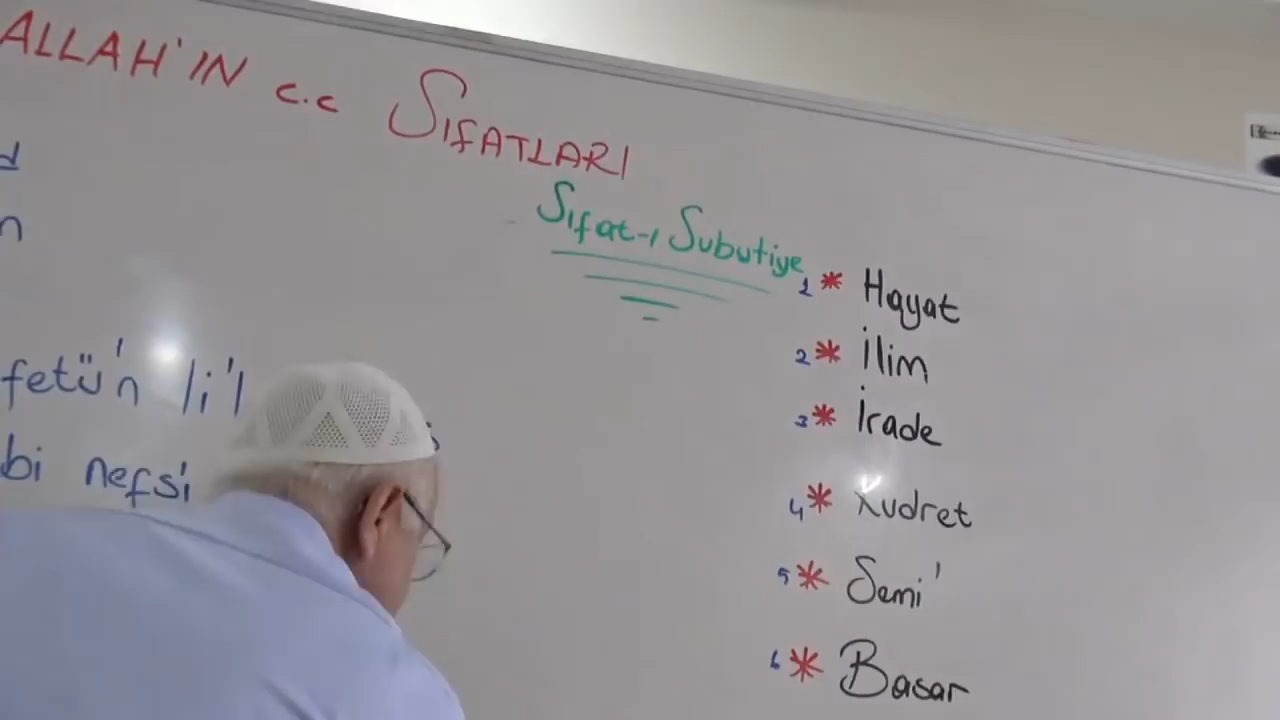 ALLAH'IN c.c SIFATLARI
Sıfat-ı Subutiye
1 * Hayat
2 * İlim
3 * İrade
4 * Kudret
5 * Semi'
6 * Basar
d
n
fetü'n li'l
bi nefsi